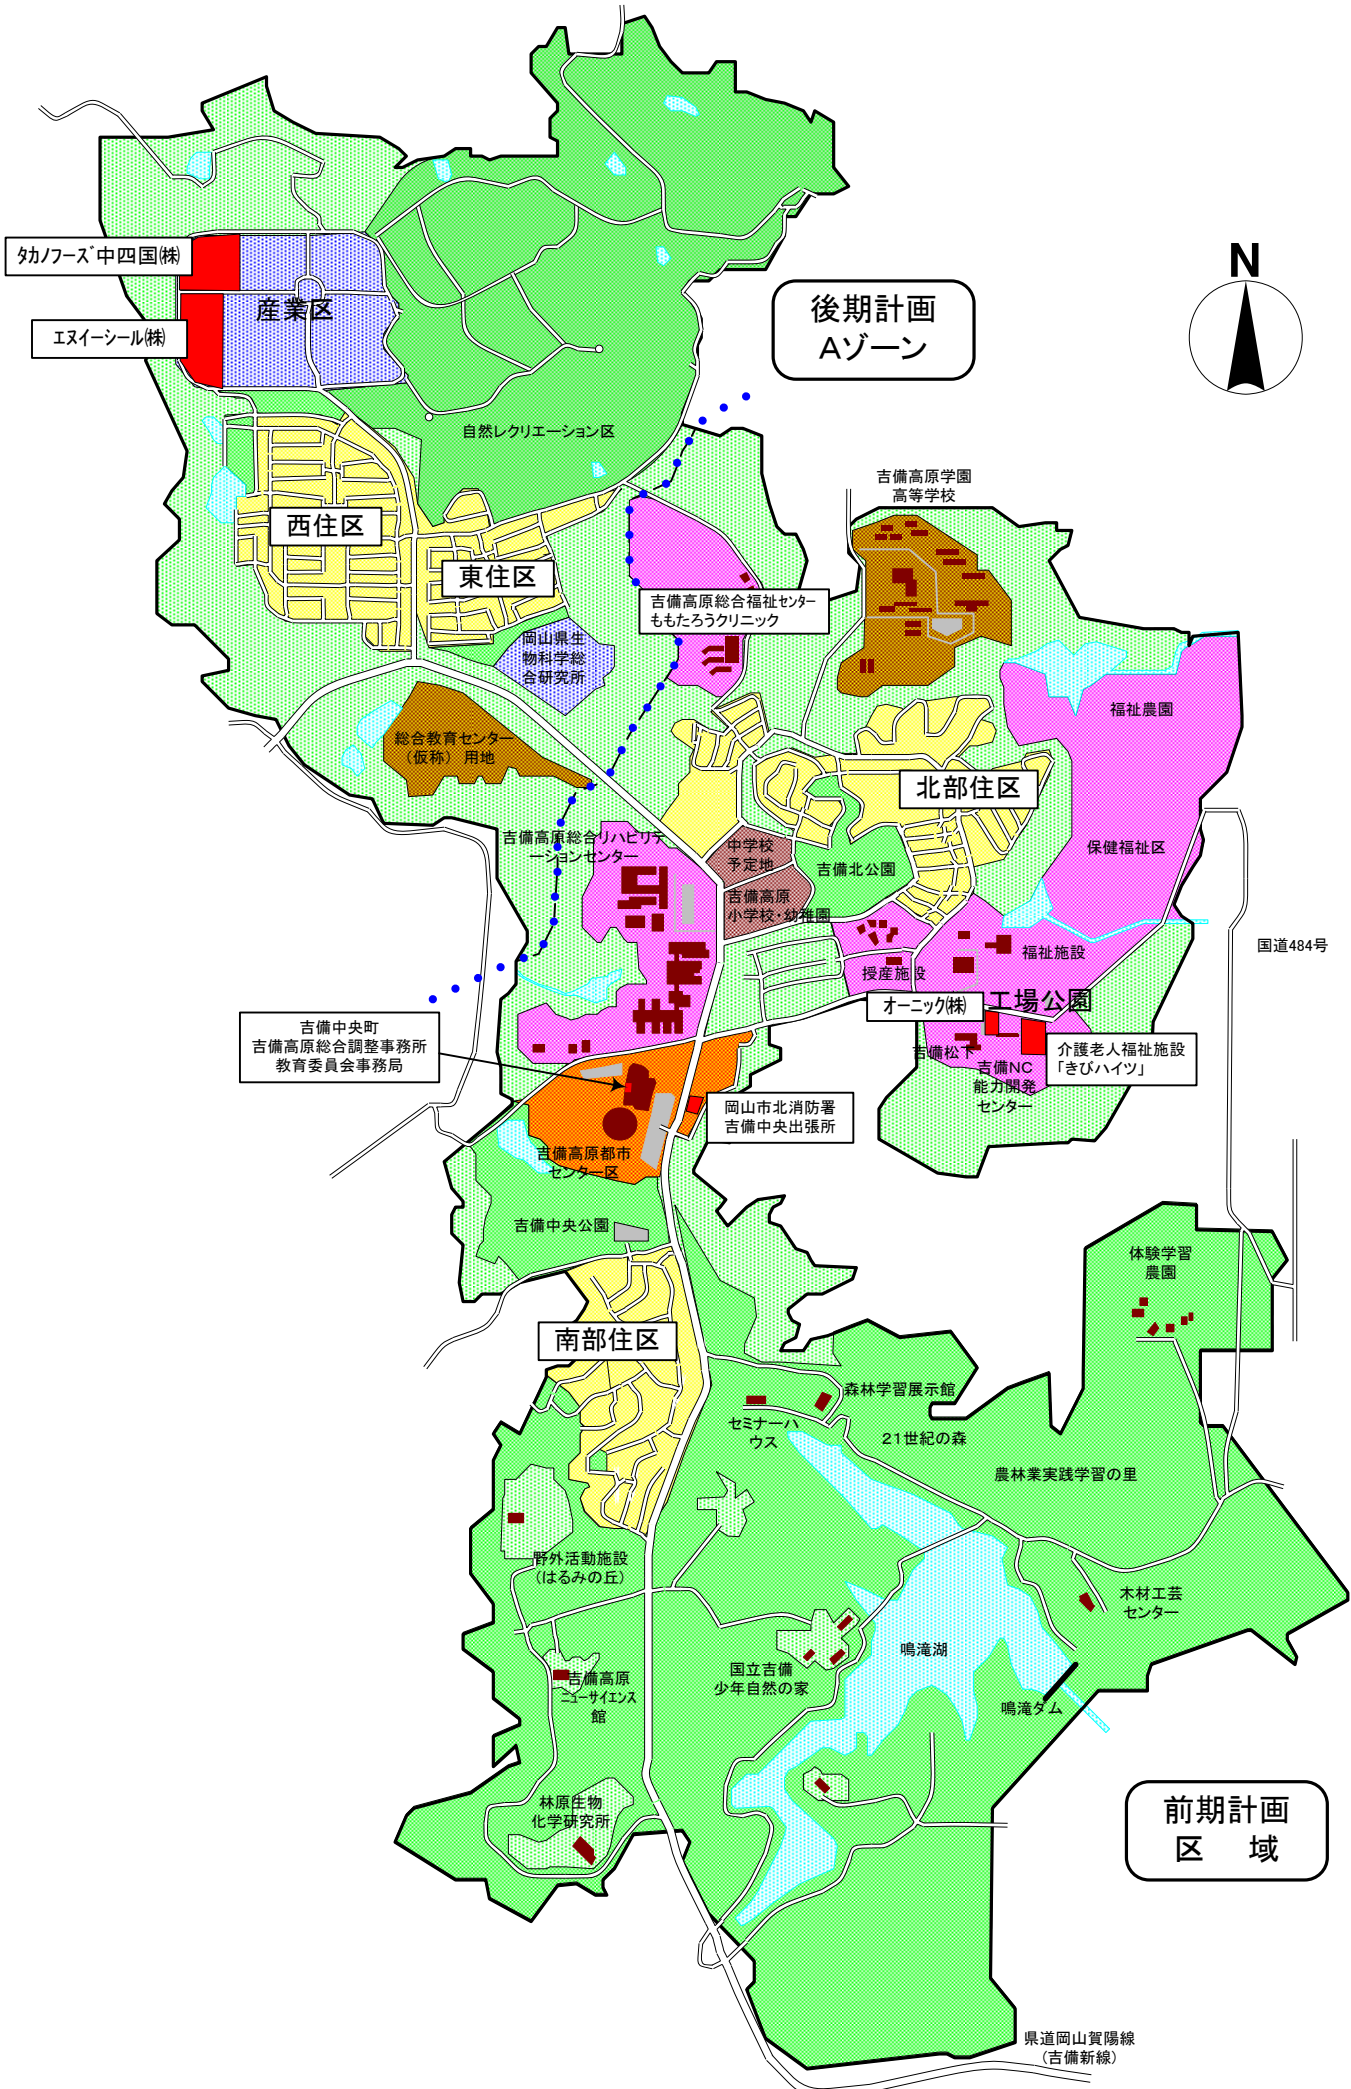 N
タカノフーズ中四国㈱
産業区
エヌイーシール㈱
後期計画
Aゾーン
自然レクリエーション区
吉備高原学園
高等学校
西住区
東住区
吉備高原総合福祉センター
ももたろうクリニック
岡山県生
物科学総
合研究所
福祉農園
総合教育センター
(仮称) 用地
北部住区
吉備高原総合リハビリテ
ーションセンター
中学校
予定地
保健福祉区
吉備北公園
吉備高原
小学校・幼稚園
国道484号
福祉施設
授産施設
オーニック㈱
工場公園
吉備中央町
吉備高原総合調整事務所
教育委員会事務局
吉備松下
吉備NC
能力開発
センター
介護老人福祉施設
「きびハイツ」
岡山市北消防署
吉備中央出張所
吉備高原都市
センター区
吉備中央公園
体験学習
農園
南部住区
森林学習展示館
セミナーハ
ウス
21世紀の森
農林業実践学習の里
野外活動施設
(はるみの丘)
木材工芸
センター
鳴滝湖
国立吉備
少年自然の家
吉備高原
ニューサイエンス
館
鳴滝ダム
林原生物
化学研究所
前期計画
区 域
県道岡山賀陽線
(吉備新線)